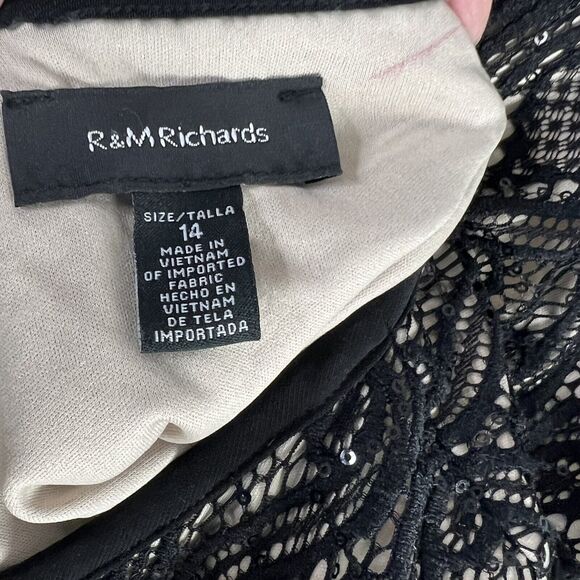 R&M Richards
SIZE/TALLA
14
MADE IN
VIETNAM
OF IMPORTED
FABRIC
HECHO EN
VIETNAM
DE TELA
IMPORTADA